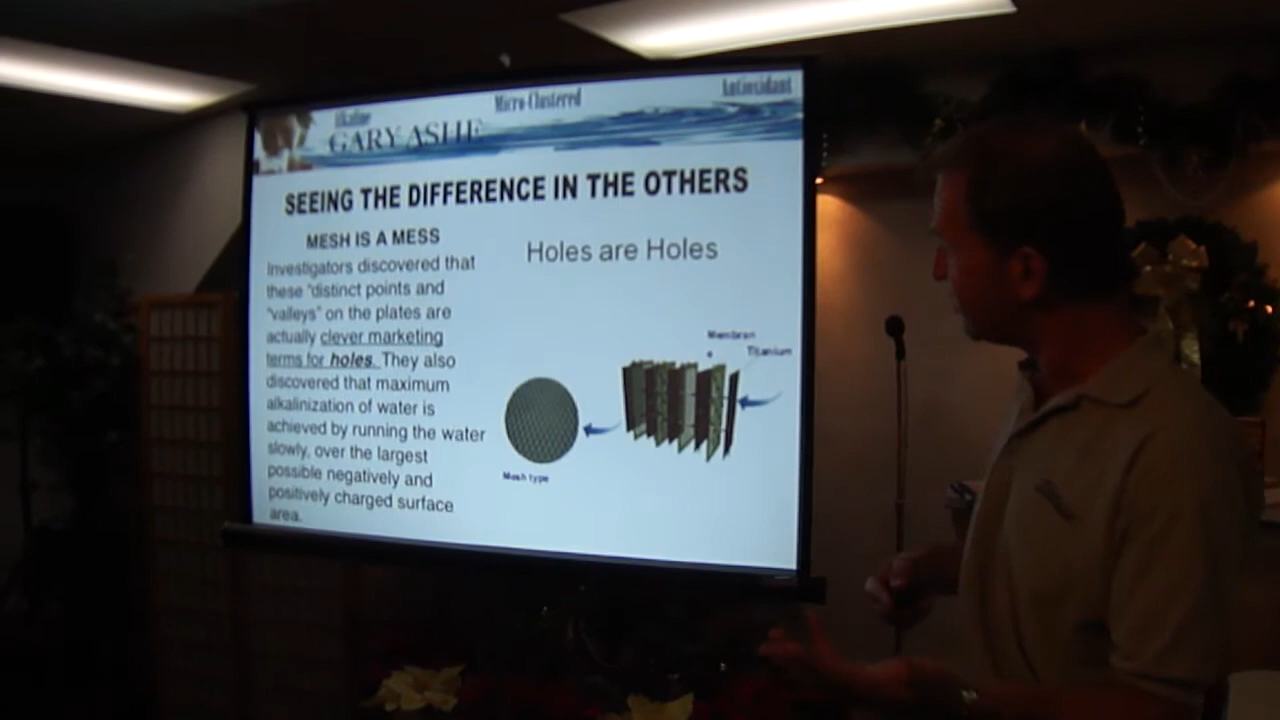 Alkaline
Micro-Clustered
Antioxidant
GARY ASHE
SEEING THE DIFFERENCE IN THE OTHERS
MESH IS A MESS
Investigators discovered that
these "distinct points and
"valleys" on the plates are
actually clever marketing
terms for holes. They also
discovered that maximum
alkalinization of water is
achieved by running the water
slowly, over the largest
possible negatively and
positively charged surface
area.
Holes are Holes
Membran
Titanium
Mesh type